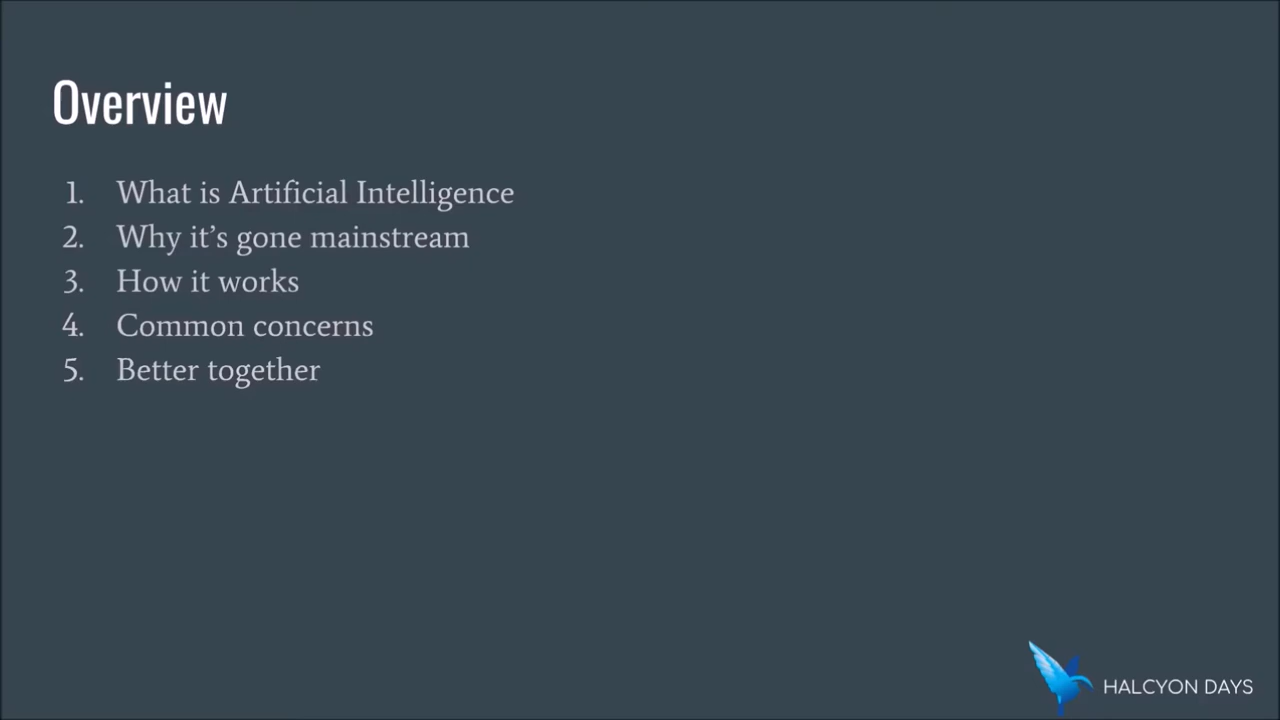 Overview
1. What is Artificial Intelligence
2. Why it’s gone mainstream
3. How it works
4. Common concerns
5. Better together
HALCYON DAYS